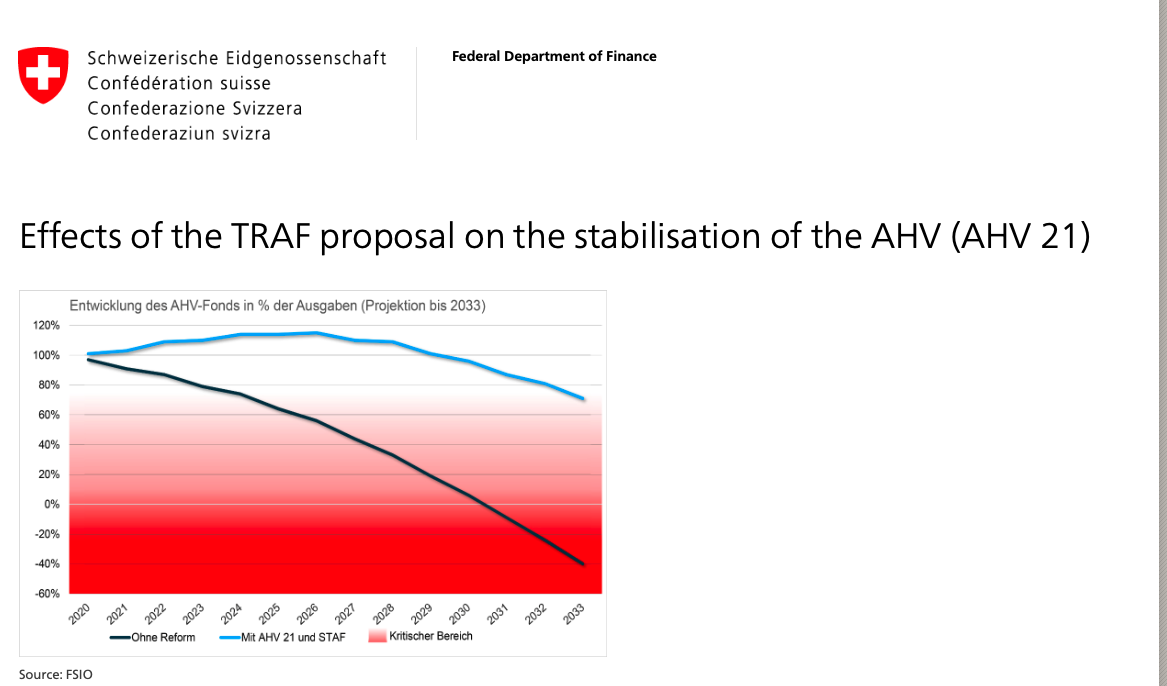 Schweizerische Eidgenossenschaft
Confédération suisse
Confederazione Svizzera
Confederaziun svizra
Federal Department of Finance
Effects of the TRAF proposal on the stabilisation of the AHV (AHV 21)
Entwicklung des AHV-Fonds in % der Ausgaben (Projektion bis 2033)
120%
100%
80%
60%
40%
20%
0%
-20%
-40%
-60%
2020 2021 2022 2023 2024 2025 2026 2027 2028 2029 2030 2031 2032 2033
Ohne Reform Mit AHV 21 und STAF Kritischer Bereich
Source: FSIO